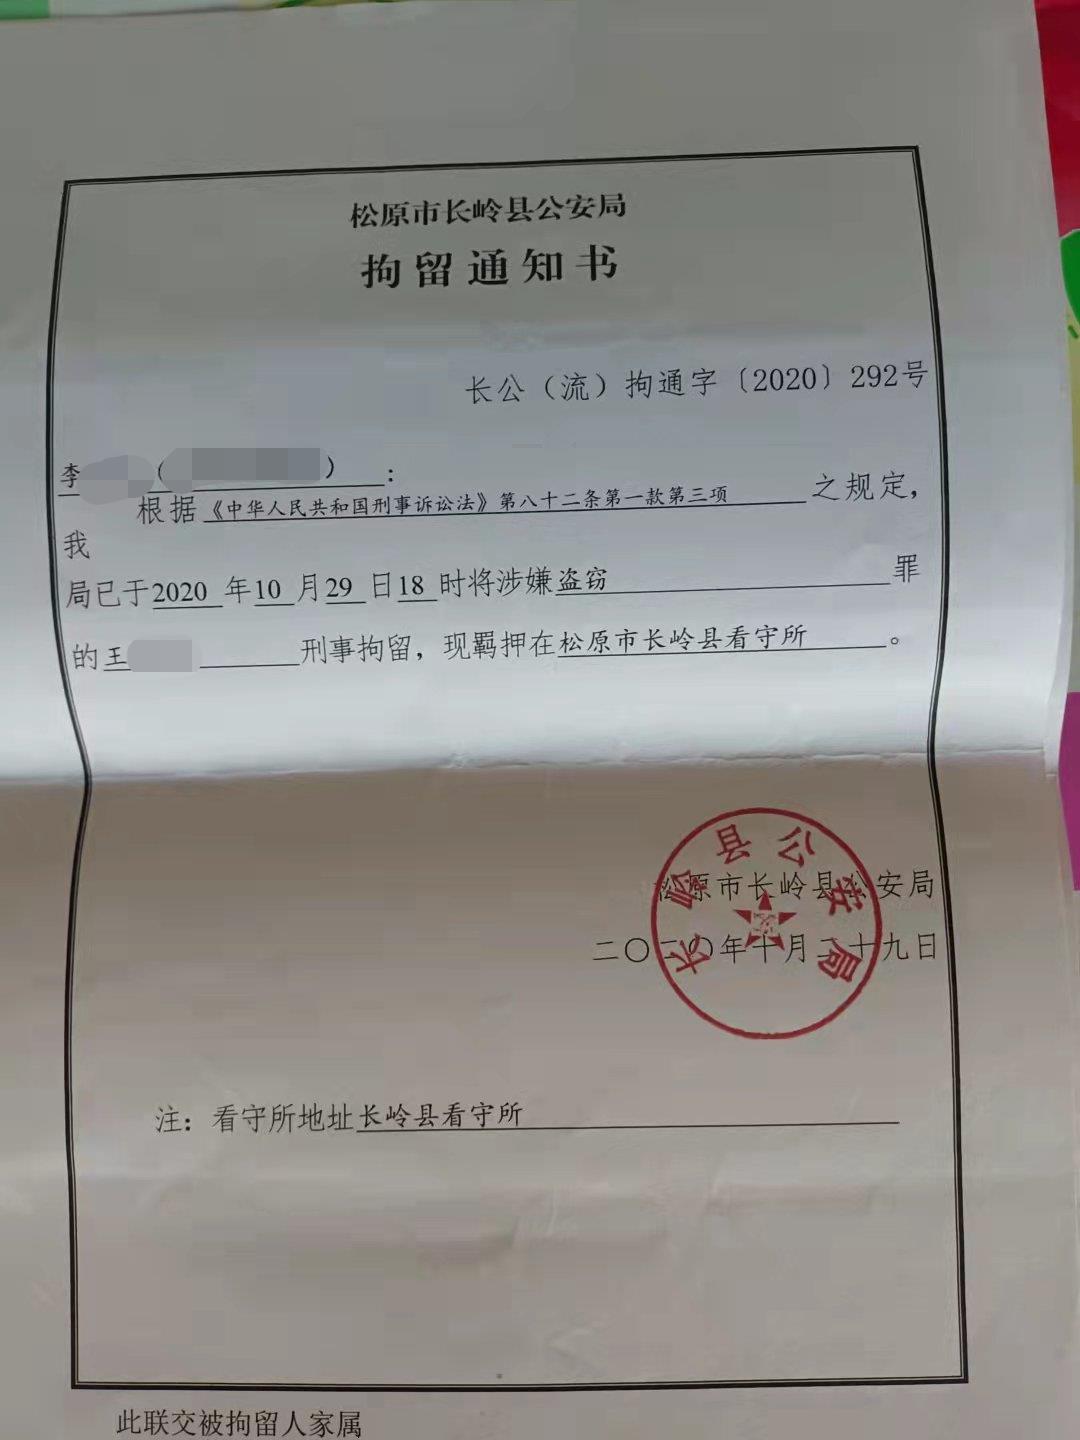 松原市长岭县公安局
拘留通知书
长公（流）拘通字〔2020〕292号
李（）：
根据《中华人民共和国刑事诉讼法》第八十二条第一款第三项之规定，
我
局已于2020年10月29日18时将涉嫌盗窃罪
的王 刑事拘留，现羁押在松原市长岭县看守所。
松原市长岭县公安局
二〇二〇年十月二十九日
长岭县公安局
注：看守所地址长岭县看守所
此联交被拘留人家属